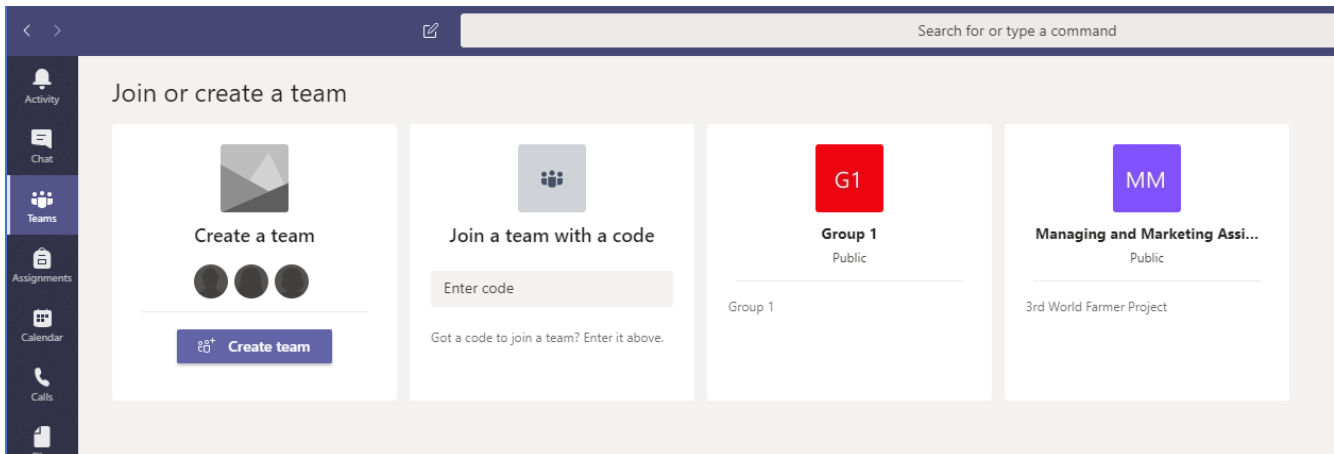 Search for or type a command
Activity
Chat
Teams
Assignments
Calendar
Calls
Join or create a team
Create a team
Create team
Join a team with a code
Enter code
Got a code to join a team? Enter it above.
G1
Group 1
Public
Group 1
MM
Managing and Marketing Assi...
Public
3rd World Farmer Project